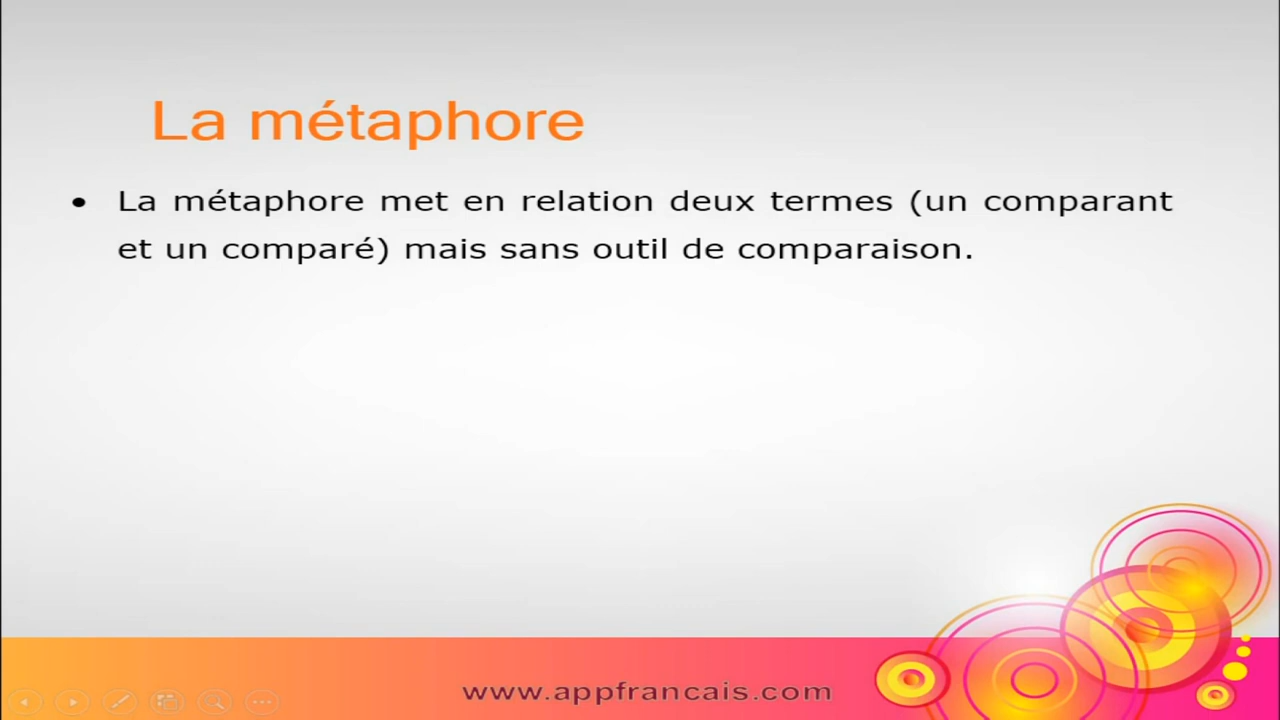 La métaphore
• La métaphore met en relation deux termes (un comparant
et un comparé) mais sans outil de comparaison.
www.appfrancais.com